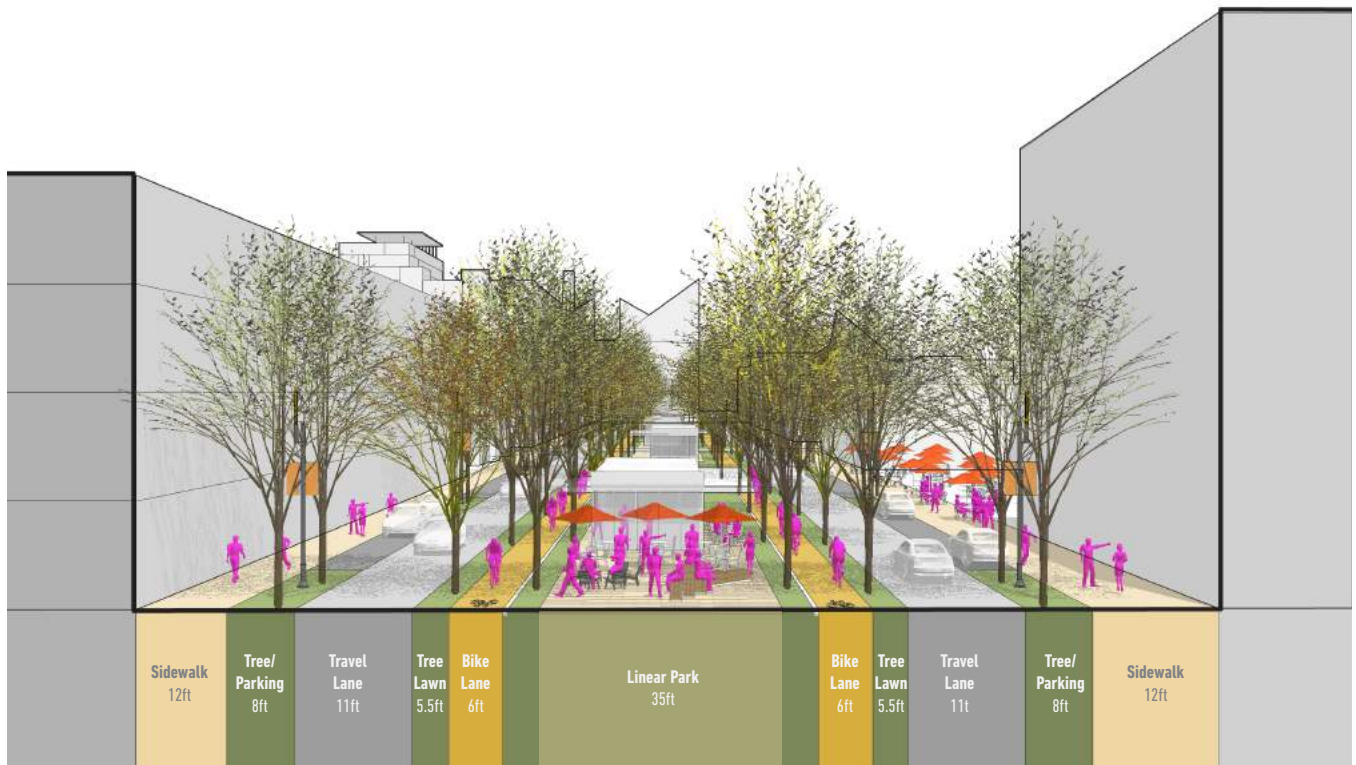 Sidewalk
12ft
Tree/
Parking
8ft
Travel
Lane
11ft
Tree
Lawn
5.5ft
Bike
Lane
6ft
Linear Park
35ft
Bike
Lane
6ft
Tree
Lawn
5.5ft
Travel
Lane
11t
Tree/
Parking
8ft
Sidewalk
12ft